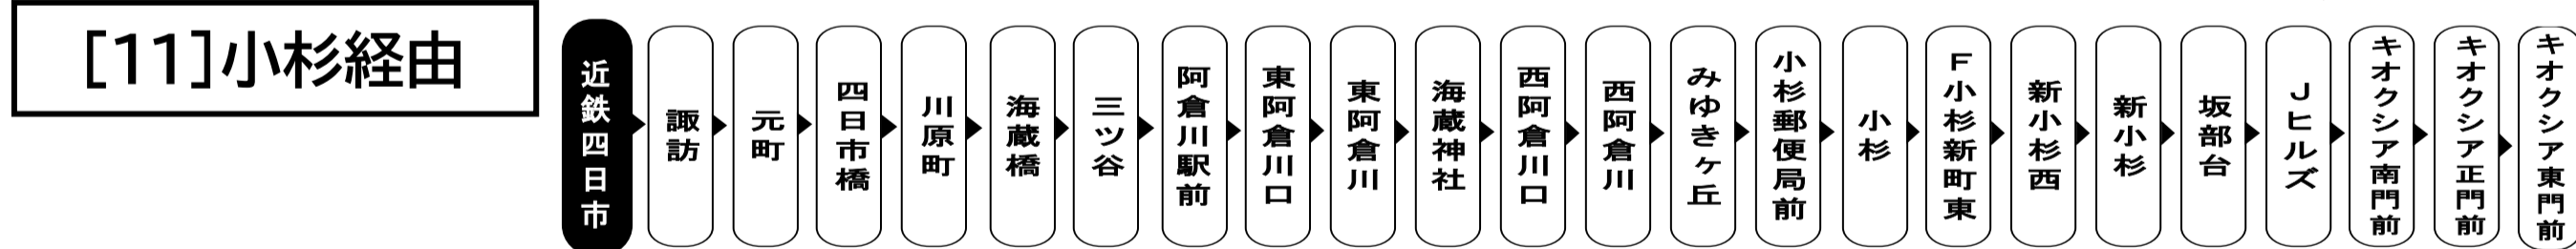 [11]小杉経由
近鉄四日市
諏訪
元町
四日市橋
川原町
海蔵橋
三ツ谷
阿倉川駅前
東阿倉川口
東阿倉川
海蔵神社
西阿倉川口
西阿倉川
みゆきヶ丘
小杉郵便局前
小杉
F小杉新町東
新小杉西
新小杉
坂部台
Jヒルズ
キオクシア南門前
キオクシア正門前
キオクシア東門前